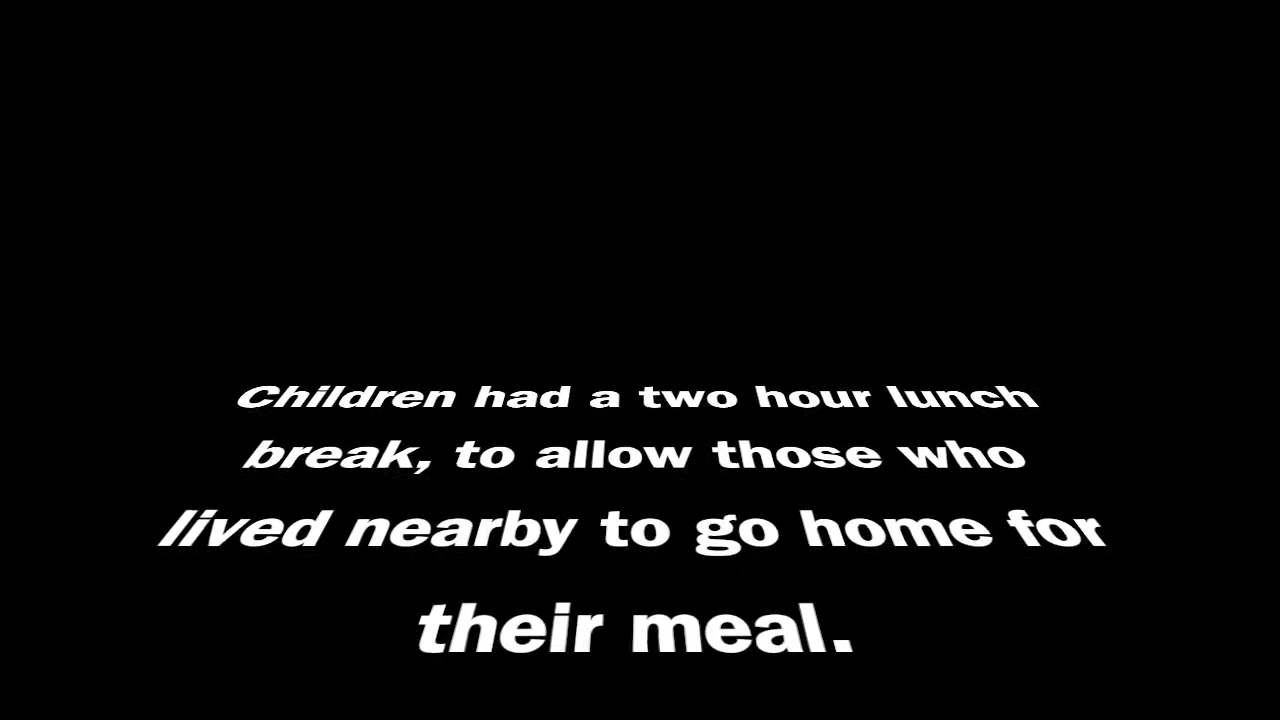 Children had a two hour lunch
break, to allow those who
lived nearby to go home for
their meal.